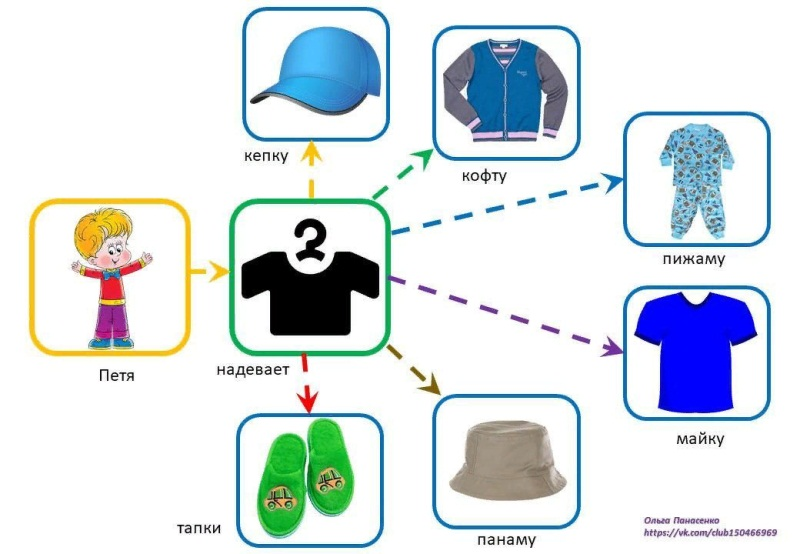 кепку
кофту
пижаму
Петя
надевает
майку
тапки
панаму
Ольга Панасенко
https://vk.com/club150466969